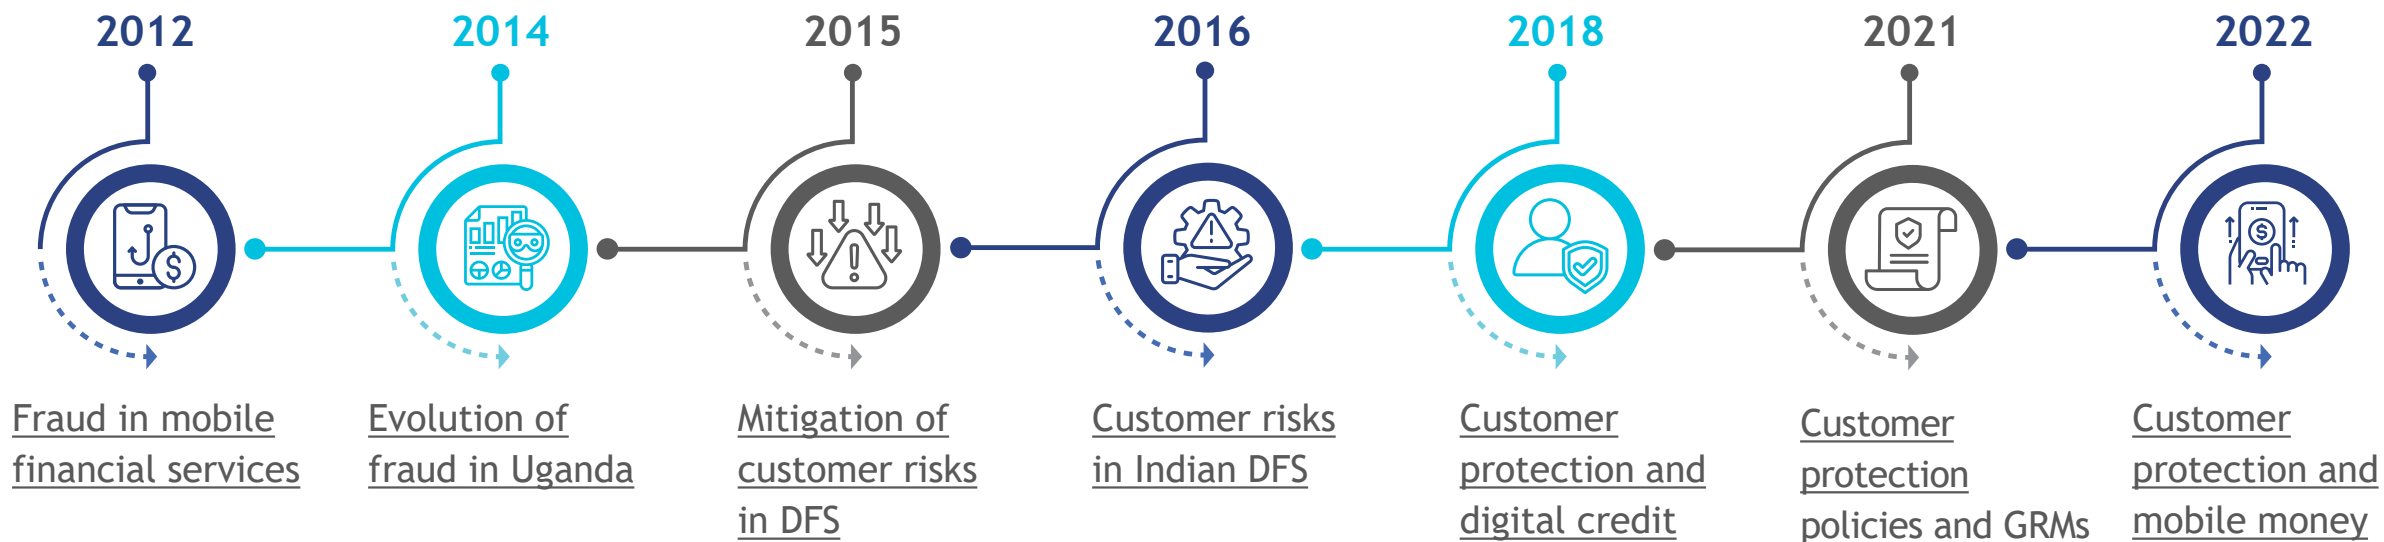 2012
Fraud in mobile
financial services
2014
Evolution of
fraud in Uganda
2015
Mitigation of
customer risks
in DFS
2016
Customer risks
in Indian DFS
2018
Customer
protection and
digital credit
2021
Customer
protection
policies and GRMs
2022
Customer
protection and
mobile money